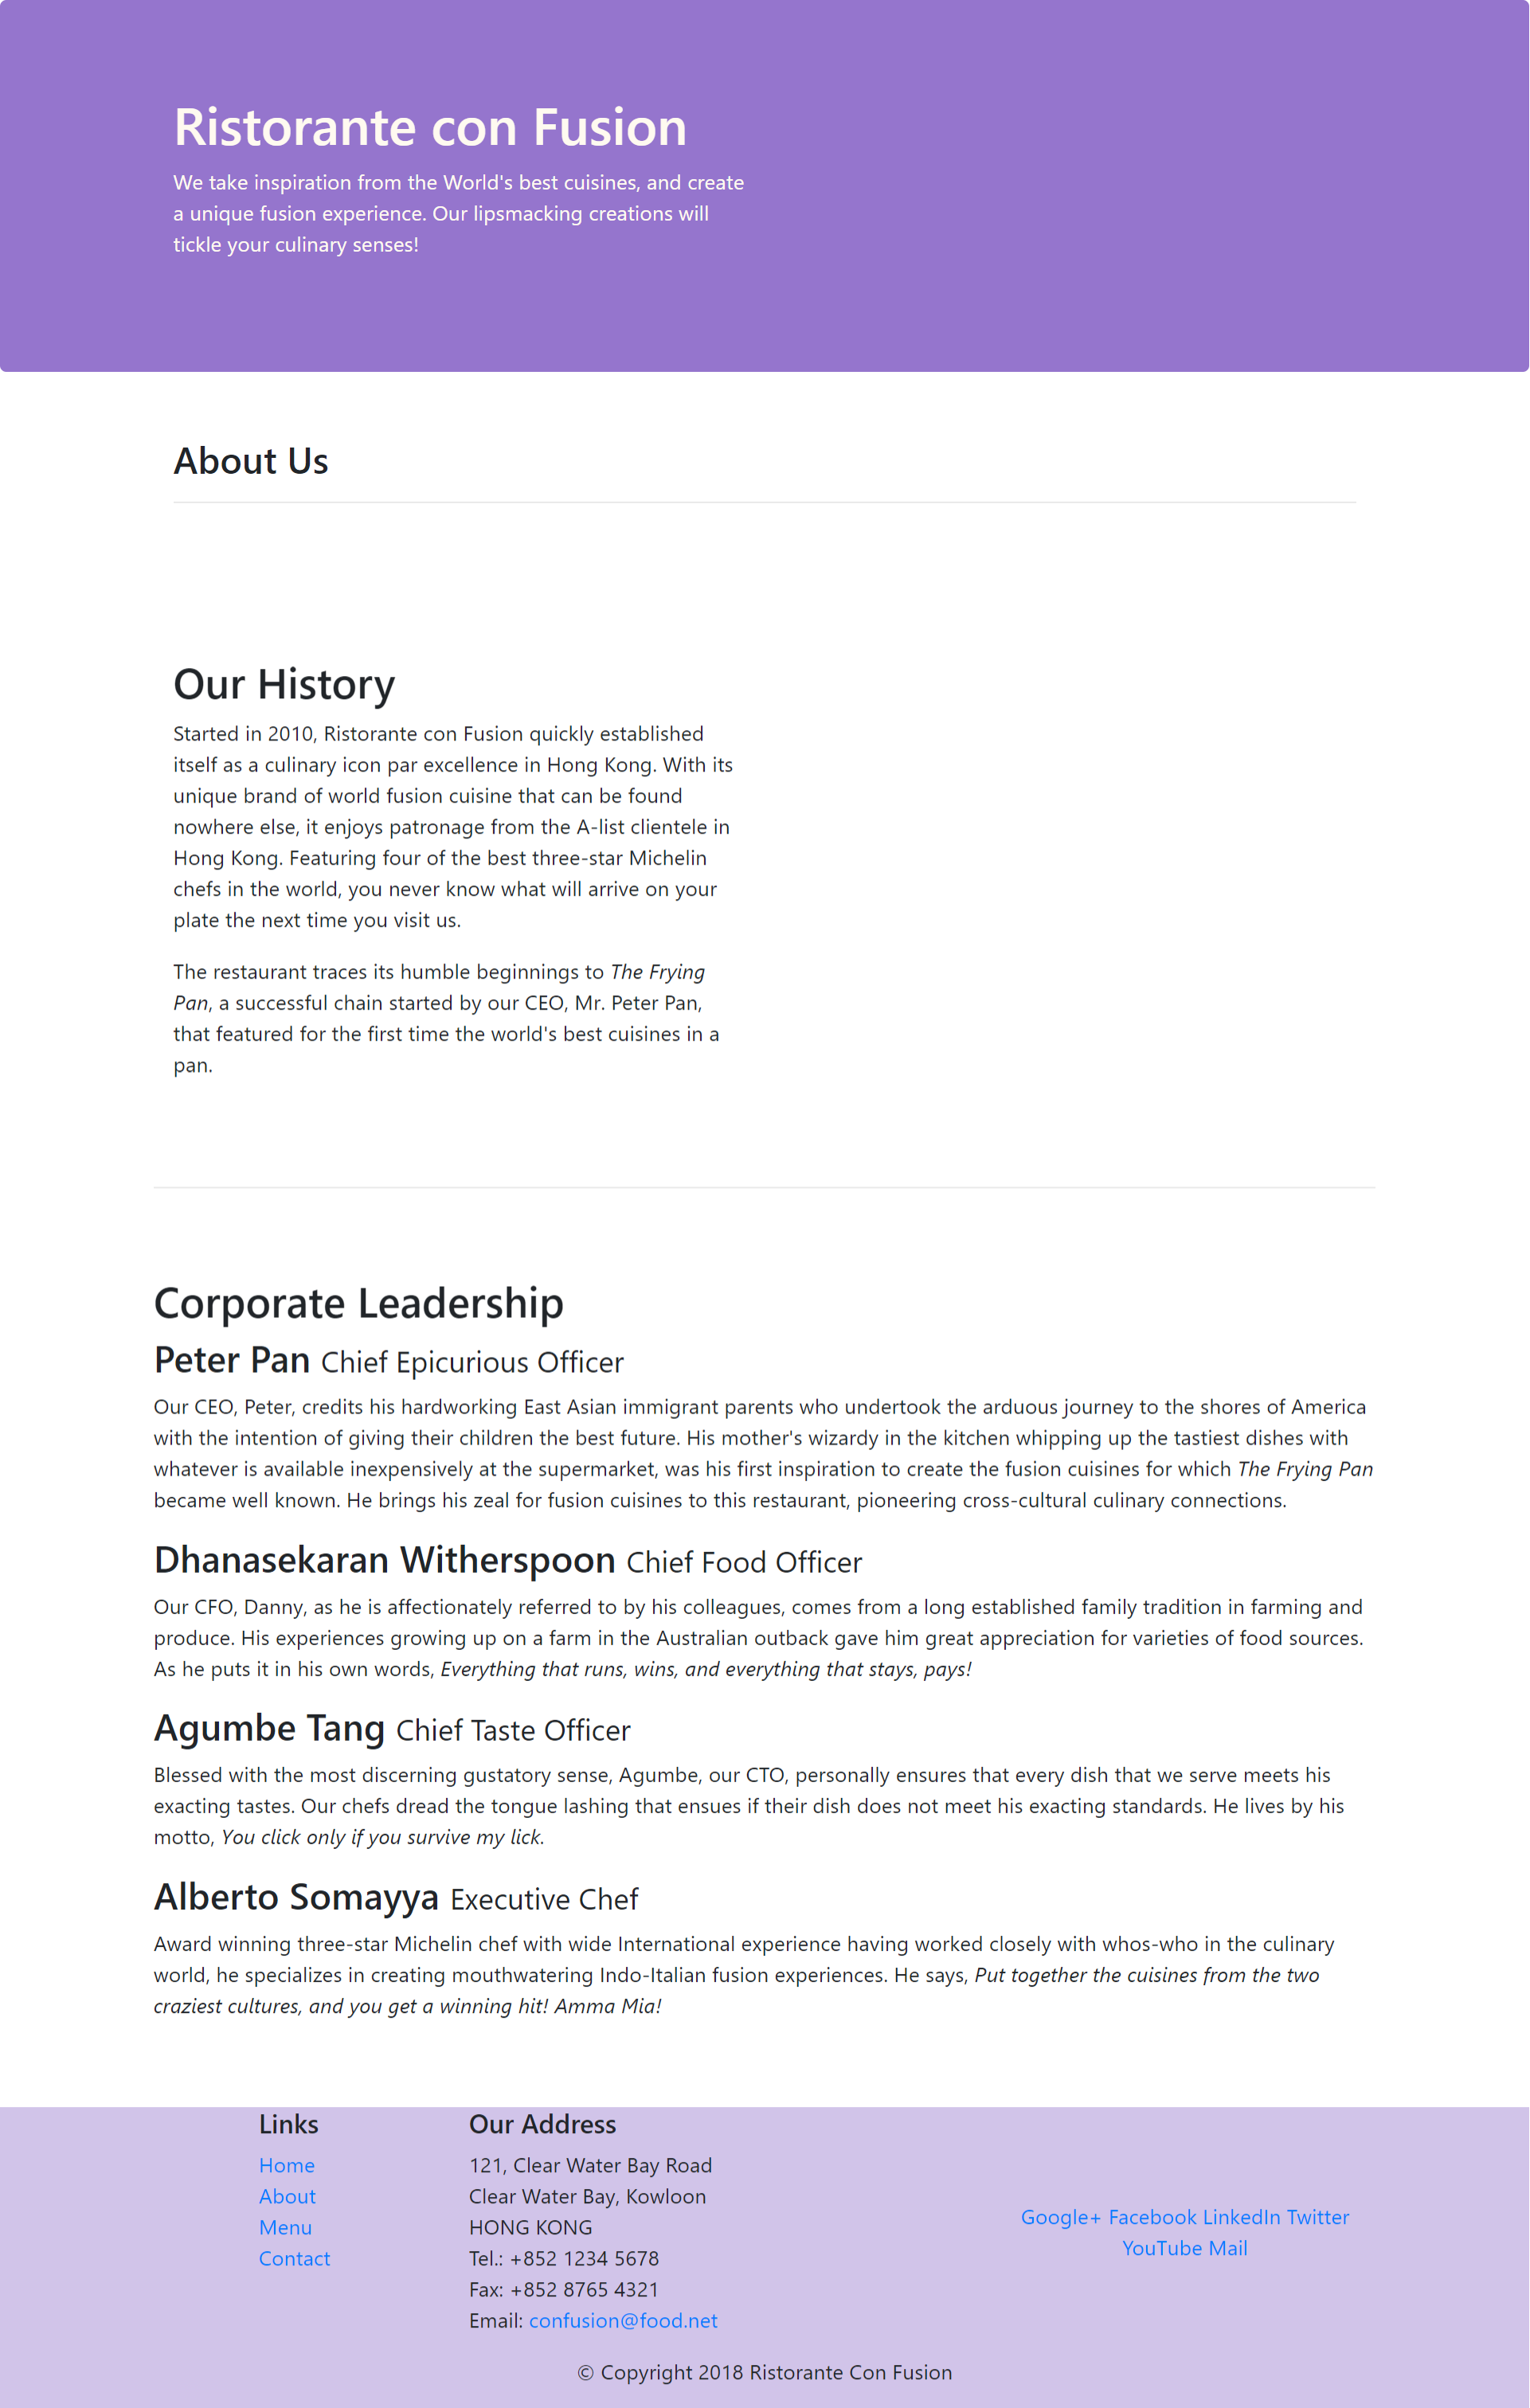 Ristorante con Fusion
We take inspiration from the World's best cuisines, and create
a unique fusion experience. Our lipsmacking creations will
tickle your culinary senses!
About Us
Our History
Started in 2010, Ristorante con Fusion quickly established
itself as a culinary icon par excellence in Hong Kong. With its
unique brand of world fusion cuisine that can be found
nowhere else, it enjoys patronage from the A-list clientele in
Hong Kong. Featuring four of the best three-star Michelin
chefs in the world, you never know what will arrive on your
plate the next time you visit us.
The restaurant traces its humble beginnings to The Frying
Pan, a successful chain started by our CEO, Mr. Peter Pan,
that featured for the first time the world's best cuisines in a
pan.
Corporate Leadership
Peter Pan Chief Epicurious Officer
Our CEO, Peter, credits his hardworking East Asian immigrant parents who undertook the arduous journey to the shores of America
with the intention of giving their children the best future. His mother's wizardy in the kitchen whipping up the tastiest dishes with
whatever is available inexpensively at the supermarket, was his first inspiration to create the fusion cuisines for which The Frying Pan
became well known. He brings his zeal for fusion cuisines to this restaurant, pioneering cross-cultural culinary connections.
Dhanasekaran Witherspoon Chief Food Officer
Our CFO, Danny, as he is affectionately referred to by his colleagues, comes from a long established family tradition in farming and
produce. His experiences growing up on a farm in the Australian outback gave him great appreciation for varieties of food sources.
As he puts it in his own words, Everything that runs, wins, and everything that stays, pays!
Agumbe Tang Chief Taste Officer
Blessed with the most discerning gustatory sense, Agumbe, our CTO, personally ensures that every dish that we serve meets his
exacting tastes. Our chefs dread the tongue lashing that ensues if their dish does not meet his exacting standards. He lives by his
motto, You click only if you survive my lick.
Alberto Somayya Executive Chef
Award winning three-star Michelin chef with wide International experience having worked closely with whos-who in the culinary
world, he specializes in creating mouthwatering Indo-Italian fusion experiences. He says, Put together the cuisines from the two
craziest cultures, and you get a winning hit! Amma Mia!
Links
Home
About
Menu
Contact
Our Address
121, Clear Water Bay Road
Clear Water Bay, Kowloon
HONG KONG
Tel.: +852 1234 5678
Fax: +852 8765 4321
Email: confusion@food.net
Google+ Facebook LinkedIn Twitter
YouTube Mail
© Copyright 2018 Ristorante Con Fusion